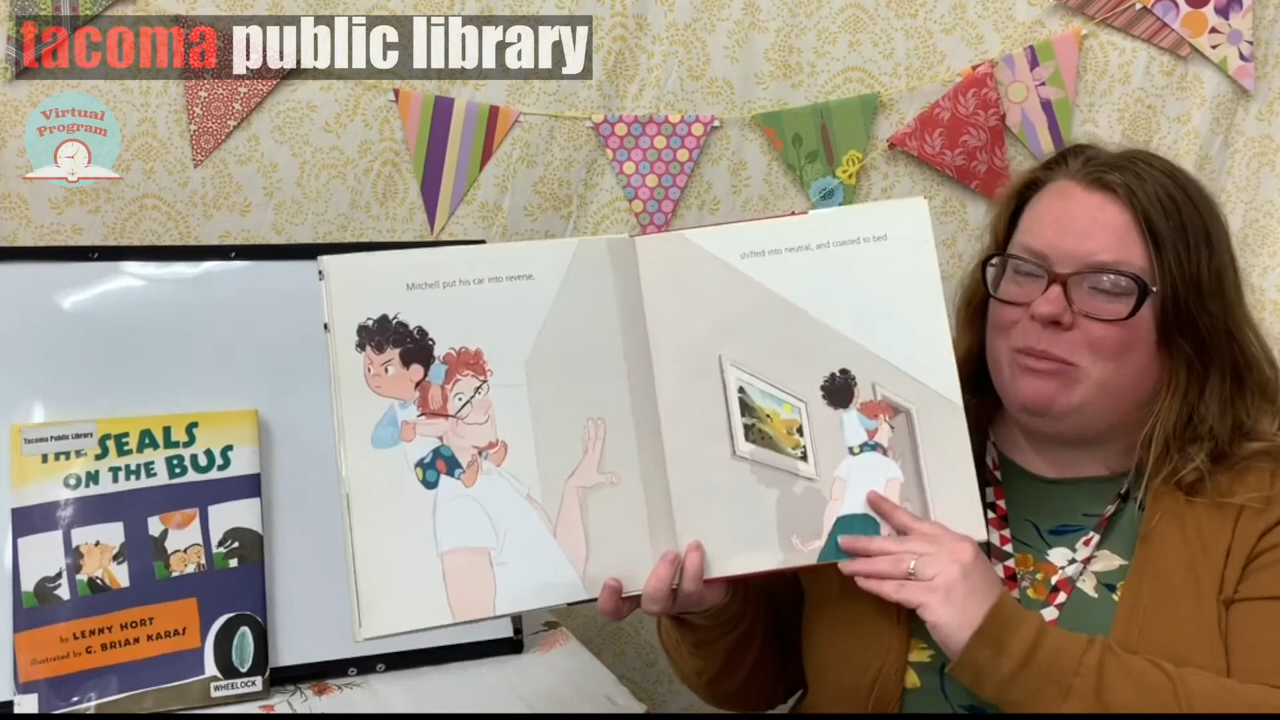 tacoma public library
Virtual
Program
Mitchell put his car into reverse,
shifted into neutral, and coasted to bed.
Tacoma Public Library
THE SEALS
ON THE BUS
by LENNY HORT
illustrated by G. BRIAN KARAS
WHEELOCK